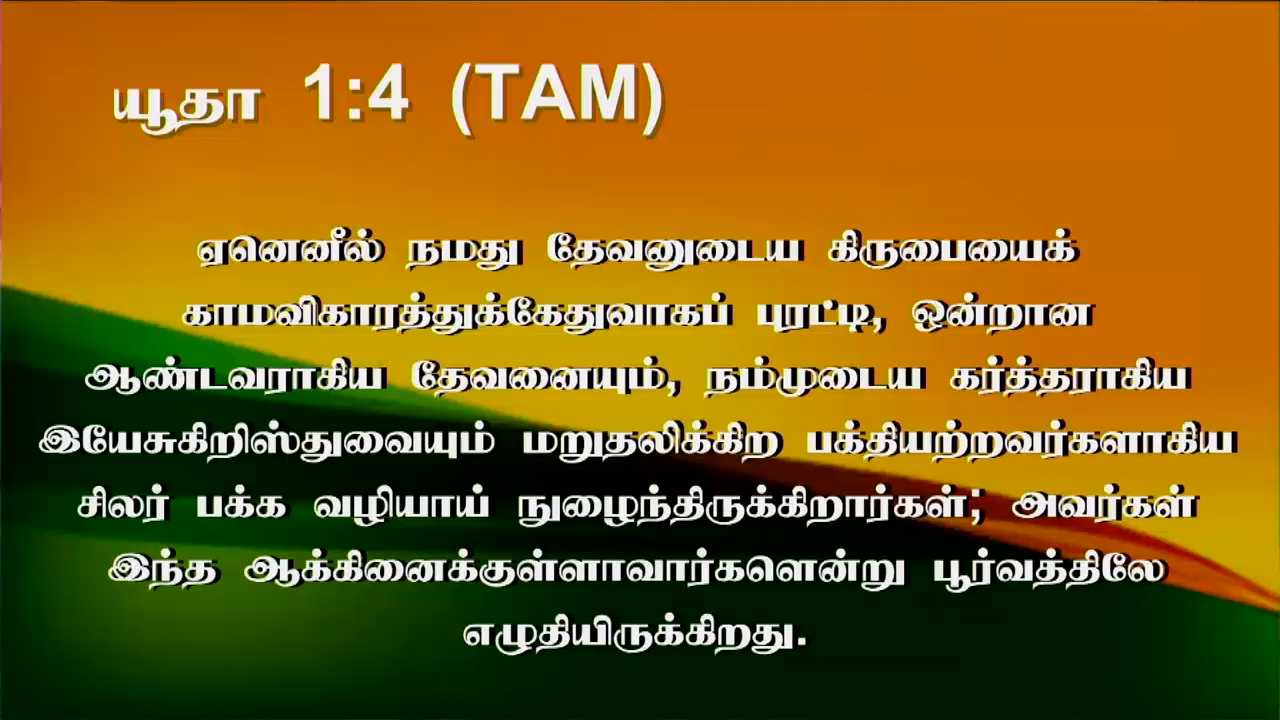 யூதா 1:4 (TAM)
ஏனெனில் நமது தேவனுடைய கிருபையைக்
காமவிகாரத்துக்கேதுவாகப் புரட்டி, ஒன்றான
ஆண்டவராகிய தேவனையும், நம்முடைய கர்த்தராகிய
இயேசுகிறிஸ்துவையும் மறுதலிக்கிற பக்தியற்றவர்களாகிய
சிலர் பக்க வழியாய் நுழைந்திருக்கிறார்கள்; அவர்கள்
இந்த ஆக்கினைக்குள்ளாவார்களென்று பூர்வத்திலே
எழுதியிருக்கிறது.